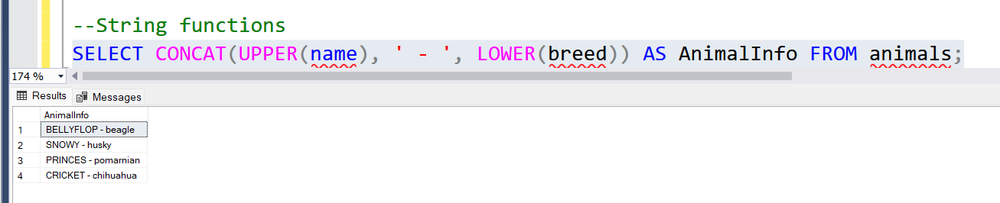 --String functions
SELECT CONCAT(UPPER(name), ' - ', LOWER(breed)) AS AnimalInfo FROM animals;
174 %
Results Messages
AnimalInfo
1 BELLYFLOP - beagle
2 SNOWY - husky
3 PRINCES - pomarnian
4 CRICKET - chihuahua